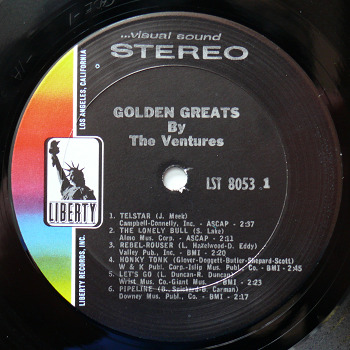 ...visual sound
STEREO
GOLDEN GREATS
By
The Ventures
LST 8053 1
1. TELSTAR (J. Meek)
Campbell-Connelly, Inc. - ASCAP - 2:37
2. THE LONELY BULL (S. Lake)
Almo Mus. Corp. - ASCAP - 2:11
3. REBEL-ROUSER (L. Hazelwood-D. Eddy)
Valley Pub., Inc. - BMI - 2:20
4. HONKY TONK (Glover-Doggett-Butler-Shepard-Scott)
W & K Publ. Corp.-Islip Mus. Publ., Co. - BMI - 2:45
5. LET'S GO (L. Duncan-R. Duncan)
Wrist Mus. Co.-Giant Mus. - BMI - 2:23
6. PIPELINE (B. Spickard-B. Carman)
Downey Mus. Publ., Co. - BMI - 2:17
LIBERTY
LIBERTY RECORDS, INC.
LOS ANGELES, CALIFORNIA